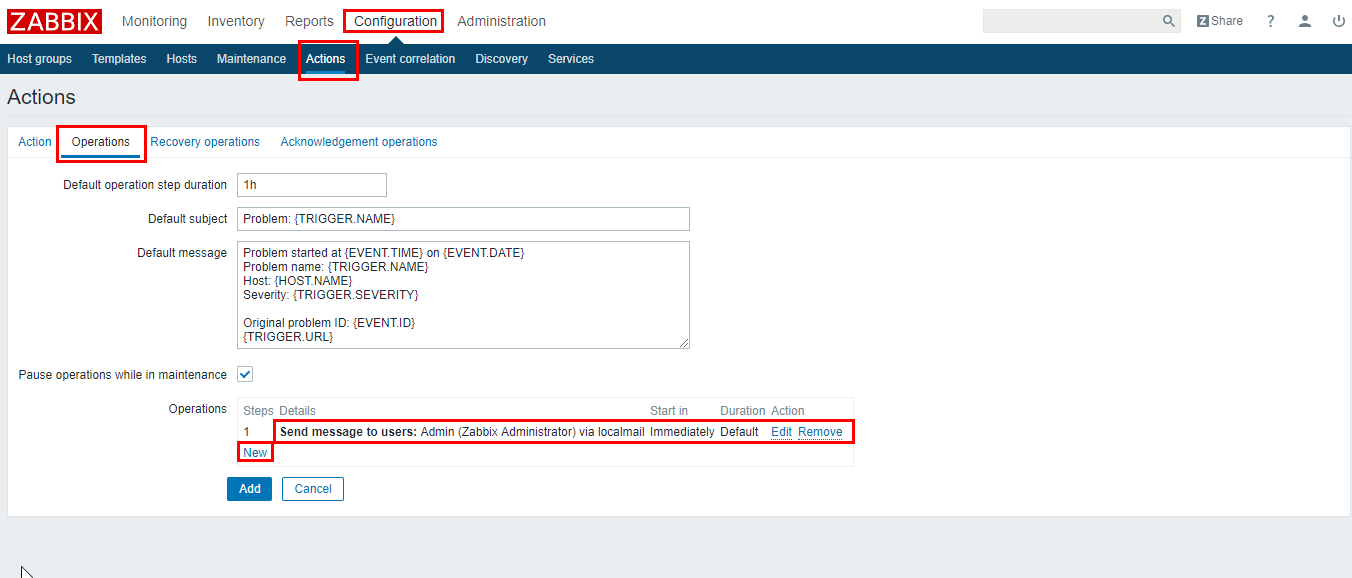 ZABBIX Monitoring Inventory Reports Configuration Administration Z Share ?
Host groups Templates Hosts Maintenance Actions Event correlation Discovery Services
Actions
Action Operations Recovery operations Acknowledgement operations
Default operation step duration 1h
Default subject Problem: {TRIGGER.NAME}
Default message Problem started at {EVENT.TIME} on {EVENT.DATE}
Problem name: {TRIGGER.NAME}
Host: {HOST.NAME}
Severity: {TRIGGER.SEVERITY}
Original problem ID: {EVENT.ID}
{TRIGGER.URL}
Pause operations while in maintenance
Operations Steps Details Start in Duration Action
1 Send message to users: Admin (Zabbix Administrator) via localmail Immediately Default Edit Remove
New
Add Cancel